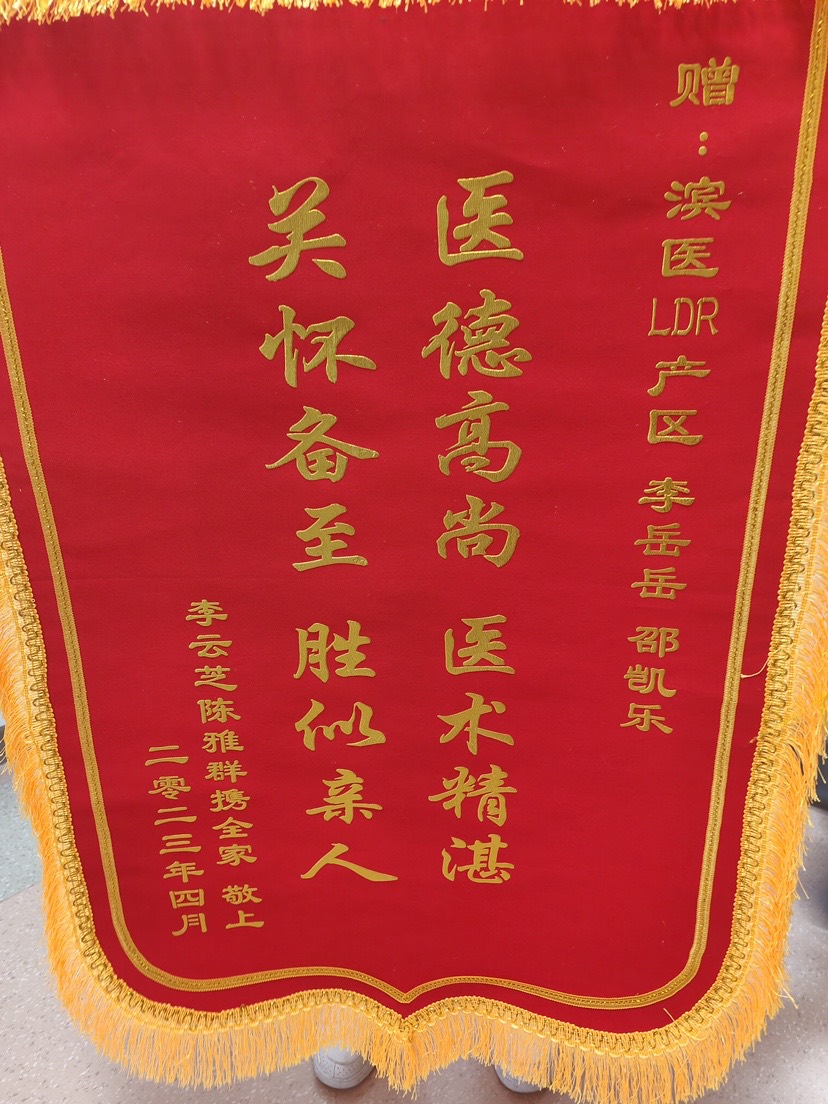 赠：滨医LDR产区 李岳岳 邵凯乐
医德高尚 医术精湛
关怀备至 胜似亲人
李云芝陈雅群携全家 敬上
二零二三年四月